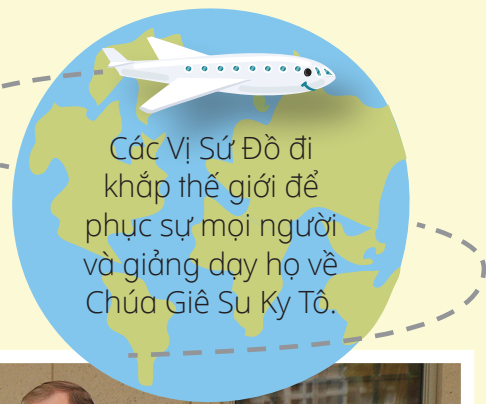 Các Vị Sứ Đồ đi
khắp thế giới để
phục sự mọi người
và giảng dạy họ về
Chúa Giê Su Ky Tô.